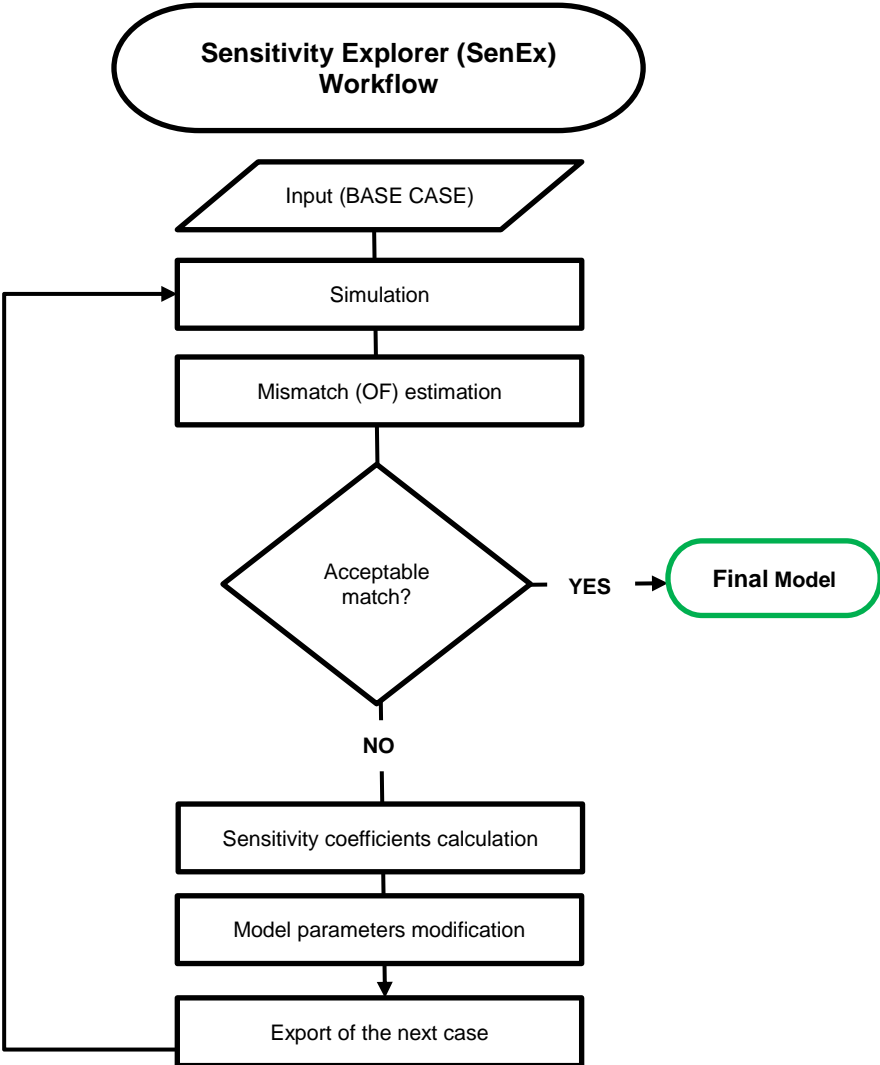 Sensitivity Explorer (SenEx)
Workflow
Input (BASE CASE)
Simulation
Mismatch (OF) estimation
Acceptable
match?
YES
Final Model
NO
Sensitivity coefficients calculation
Model parameters modification
Export of the next case